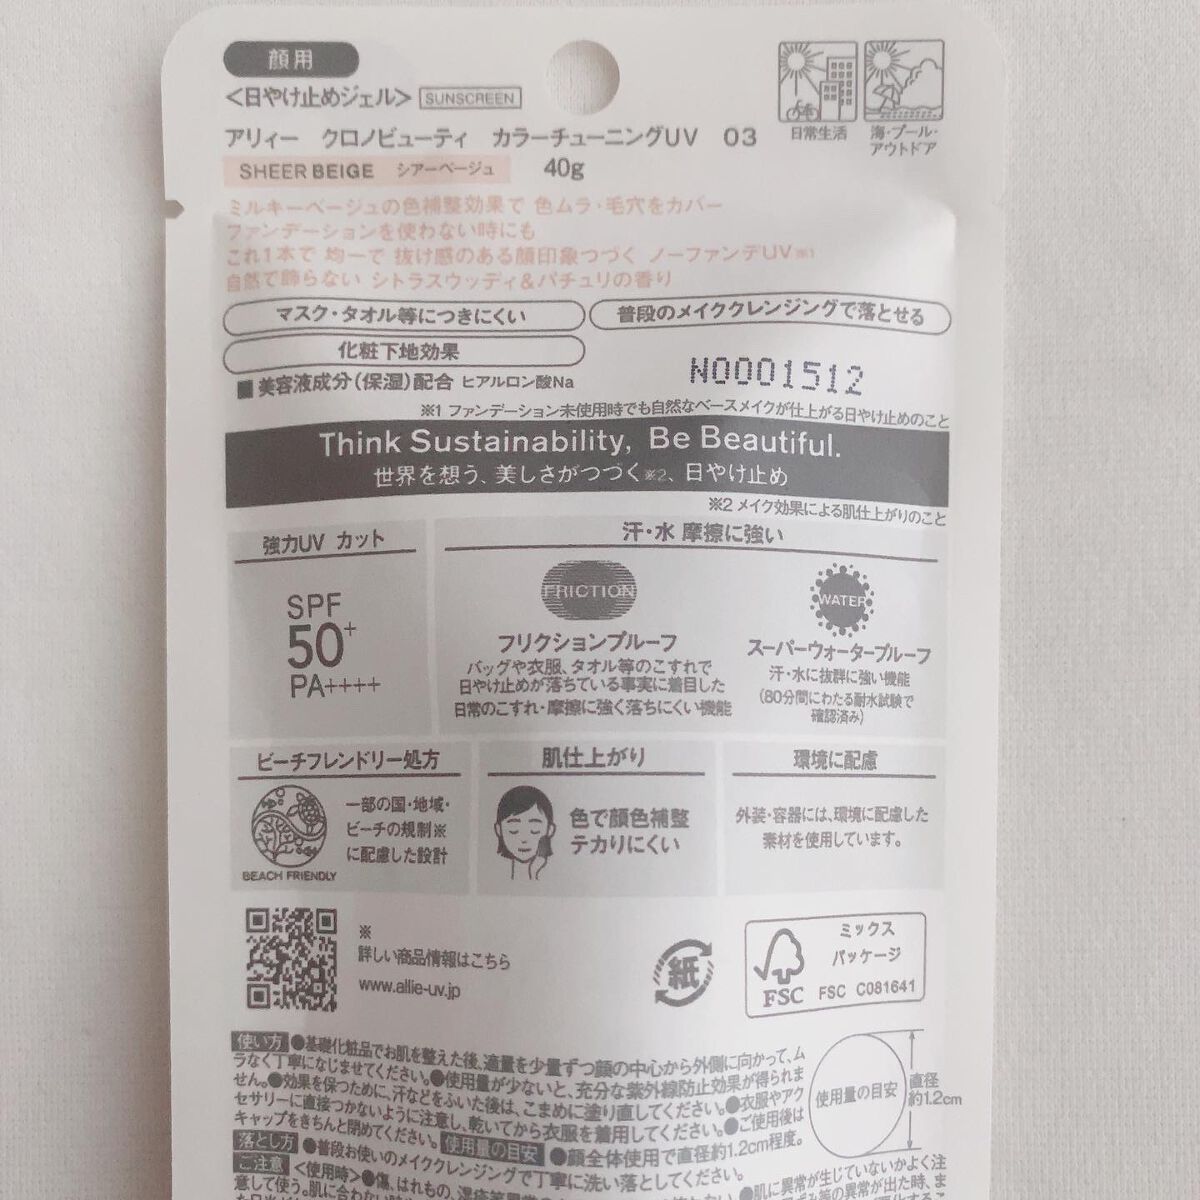 顔用
<日やけ止めジェル> SUNSCREEN
アリィー クロノビューティ カラーチューニングUV 03
SHEER BEIGE シアーベージュ 40g
日常生活
海・プール・
アウトドア
ミルキーベージュの色補整効果で 色ムラ・毛穴をカバー
ファンデーションを使わない時にも
これ1本で 均一で 抜け感のある顔印象つづく ノーファンデUV※1
自然で飾らない シトラスウッディ&パチュリの香り
マスク・タオル等につきにくい
普段のメイククレンジングで落とせる
化粧下地効果
■美容液成分(保湿)配合 ヒアルロン酸Na
N0001512
※1 ファンデーション未使用時でも自然なベースメイクが仕上がる日やけ止めのこと
Think Sustainability, Be Beautiful.
世界を想う、美しさがつづく※2、日やけ止め
※2 メイク効果による肌仕上がりのこと
強力UV カット
SPF
50+
PA++++
汗・水 摩擦に強い
FRICTION
フリクションプルーフ
バッグや衣服、タオル等のこすれで
日やけ止めが落ちている事実に着目した
日常のこすれ・摩擦に強く落ちにくい機能
WATER
スーパーウォータープルーフ
汗・水に抜群に強い機能
(80分間にわたる耐水試験で
確認済み)
ビーチフレンドリー処方
BEACH FRIENDLY
一部の国・地域・
ビーチの規制※
に配慮した設計
肌仕上がり
色で顔色補整
テカりにくい
環境に配慮
外装・容器には、環境に配慮した
素材を使用しています。
※
詳しい商品情報はこちら
www.allie-uv.jp
紙
FSC
ミックス
パッケージ
FSC C081641
使い方 ●基礎化粧品でお肌を整えた後、適量を少量ずつ顔の中心から外側に向かって、ム
ラなく丁寧になじませてください。●使用量が少ないと、充分な紫外線防止効果が得られま
せん。●効果を保つために、汗などをふいた後は、こまめに塗り直してください。●衣服やアク
セサリーに直接つかないように注意し、乾いてから衣服を着用してください。●ご使用後は
キャップをきちんと閉めてください。 使用量の目安 ●顔全体使用で直径約1.2cm程度。
使用量の目安
直径
約1.2cm
落とし方 ●普段お使いのメイククレンジングで丁寧に洗い落としてください。
ご注意 <使用時>●傷、はれもの、湿疹等異常の
●肌に異常が生じていないかよく注
意して使う。肌に合わない時